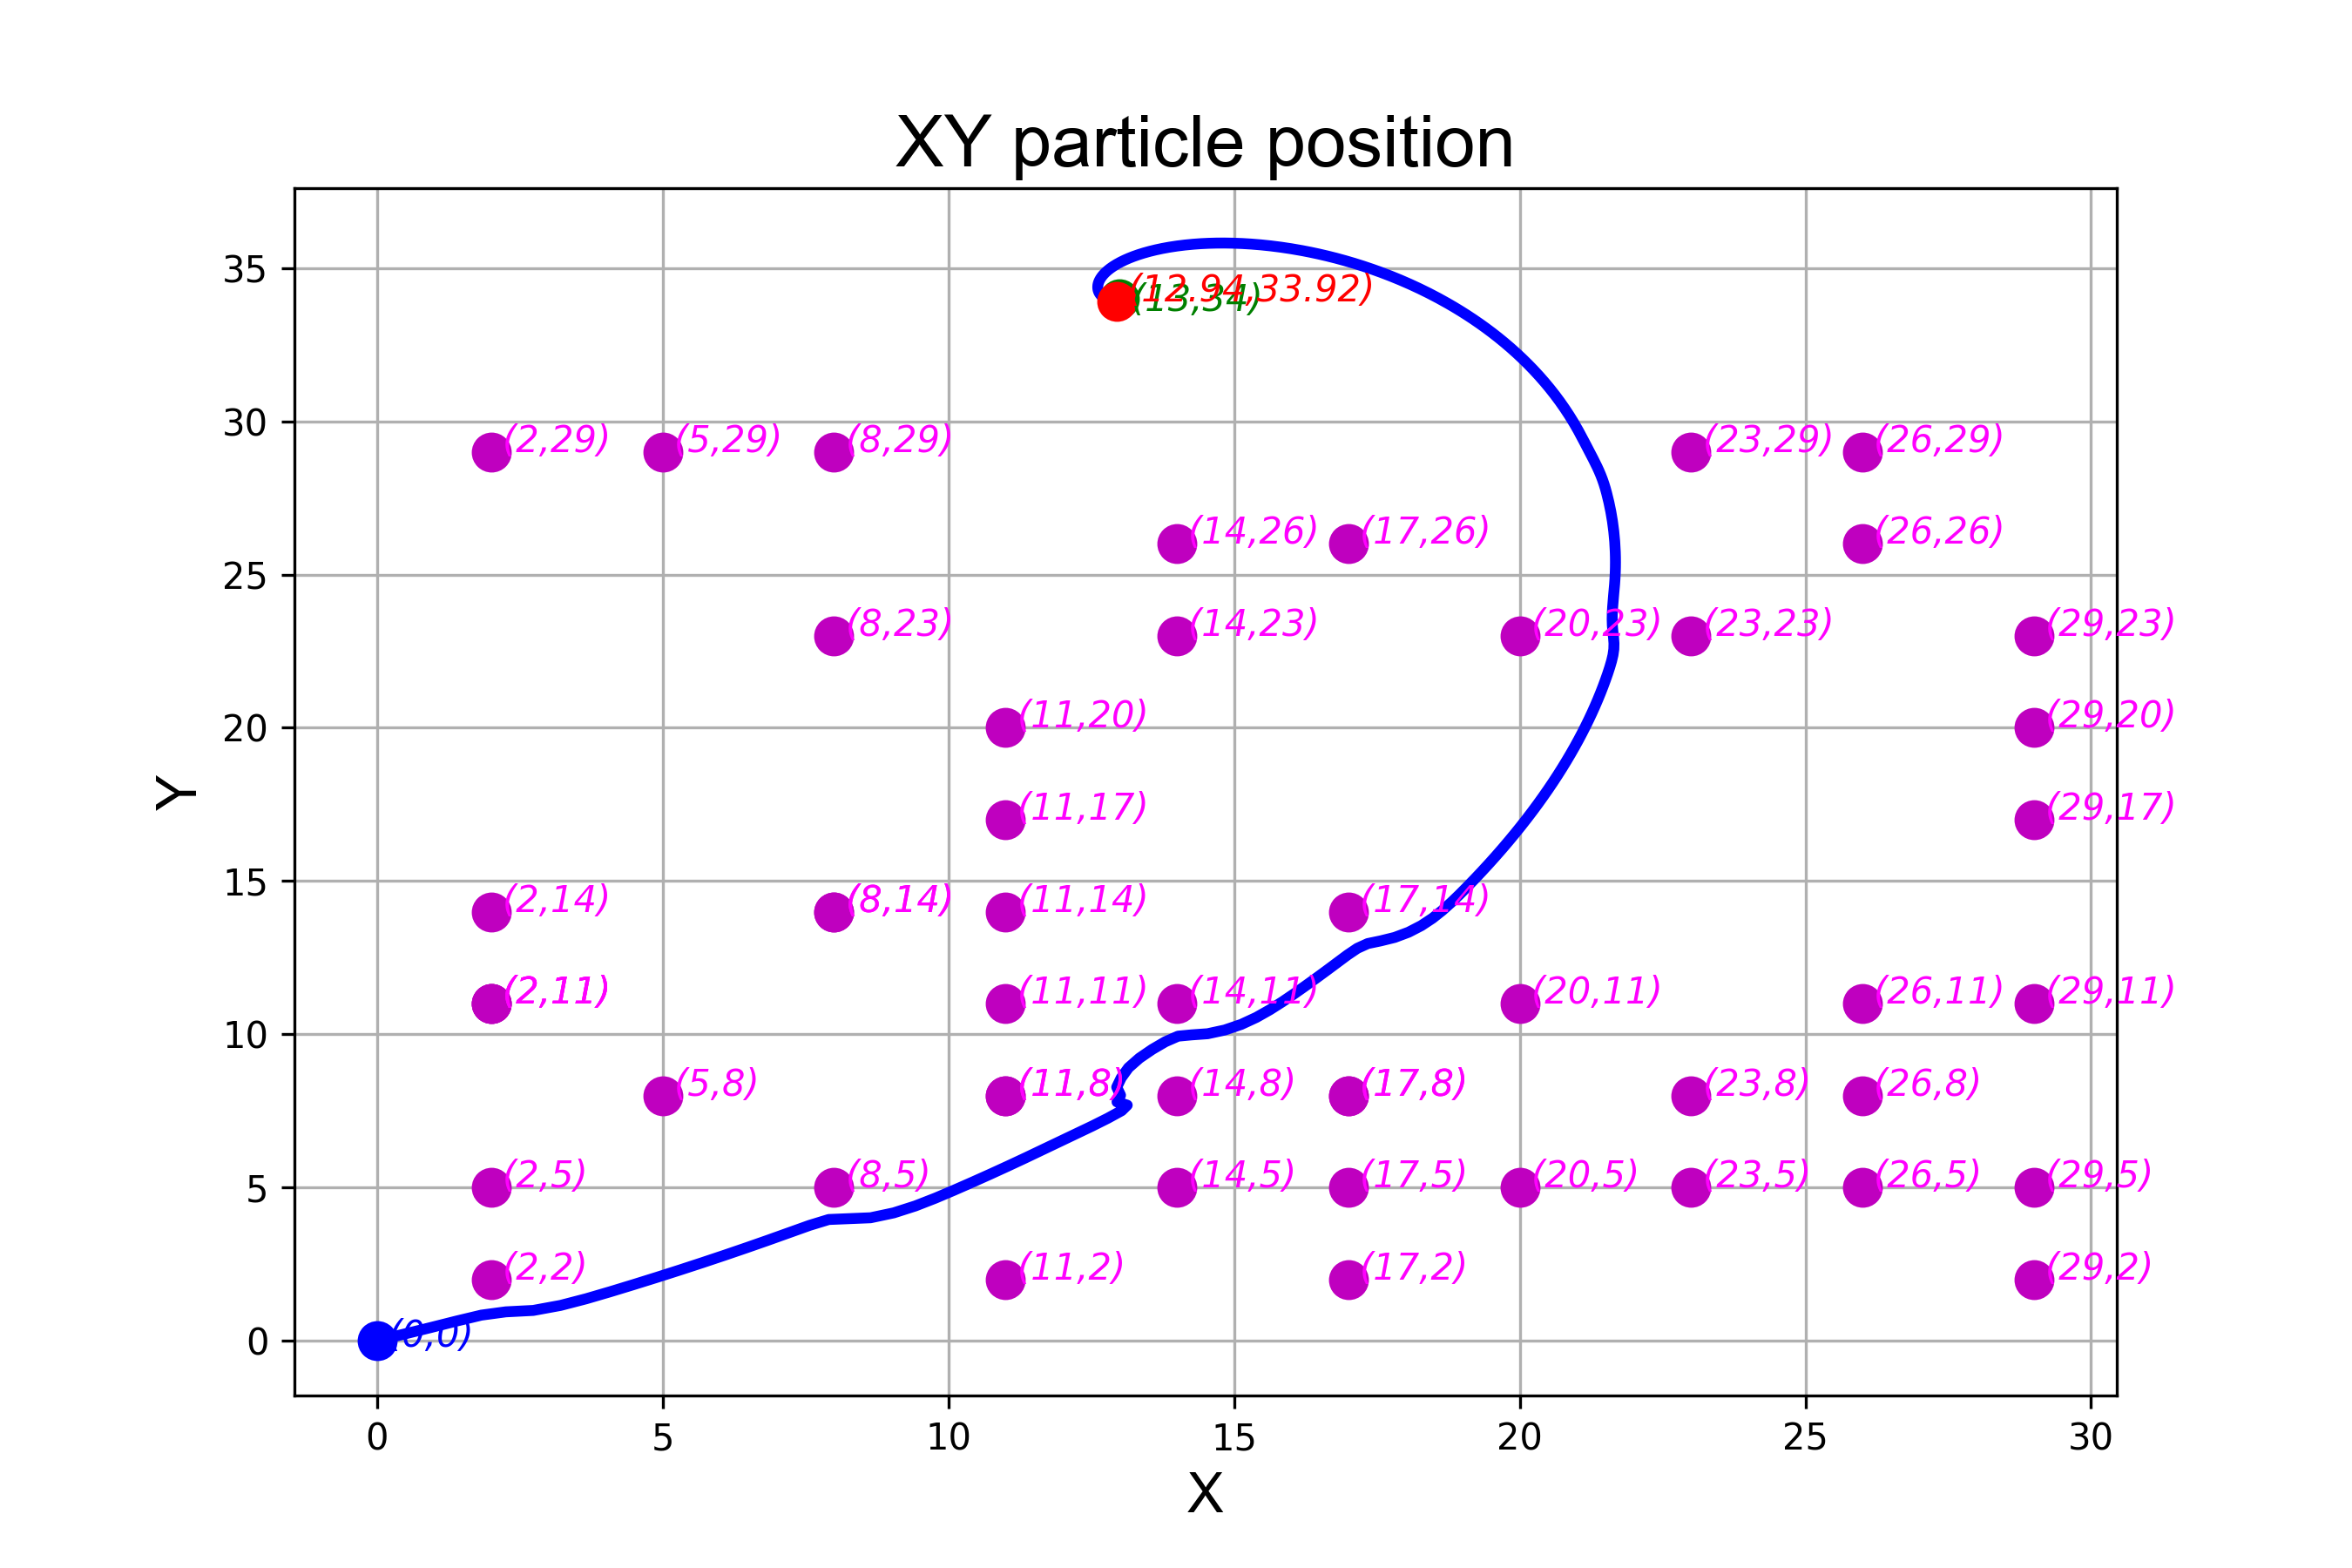 XY particle position
35
(12.94,33.92)
(13,34)
30
(2,29) (5,29) (8,29) (23,29) (26,29)
(14,26) (17,26) (26,26)
25
(8,23) (14,23) (20,23) (23,23) (29,23)
20
(11,20) (29,20)
Y
(11,17) (29,17)
15
(2,14) (8,14) (11,14) (17,14)
(2,11) (11,11) (14,11) (20,11) (26,11) (29,11)
10
(5,8) (11,8) (14,8) (17,8) (23,8) (26,8)
5
(2,5) (8,5) (14,5) (17,5) (20,5) (23,5) (26,5) (29,5)
(2,2) (11,2) (17,2) (29,2)
0
(0,0)
0 5 10 15 20 25 30
X